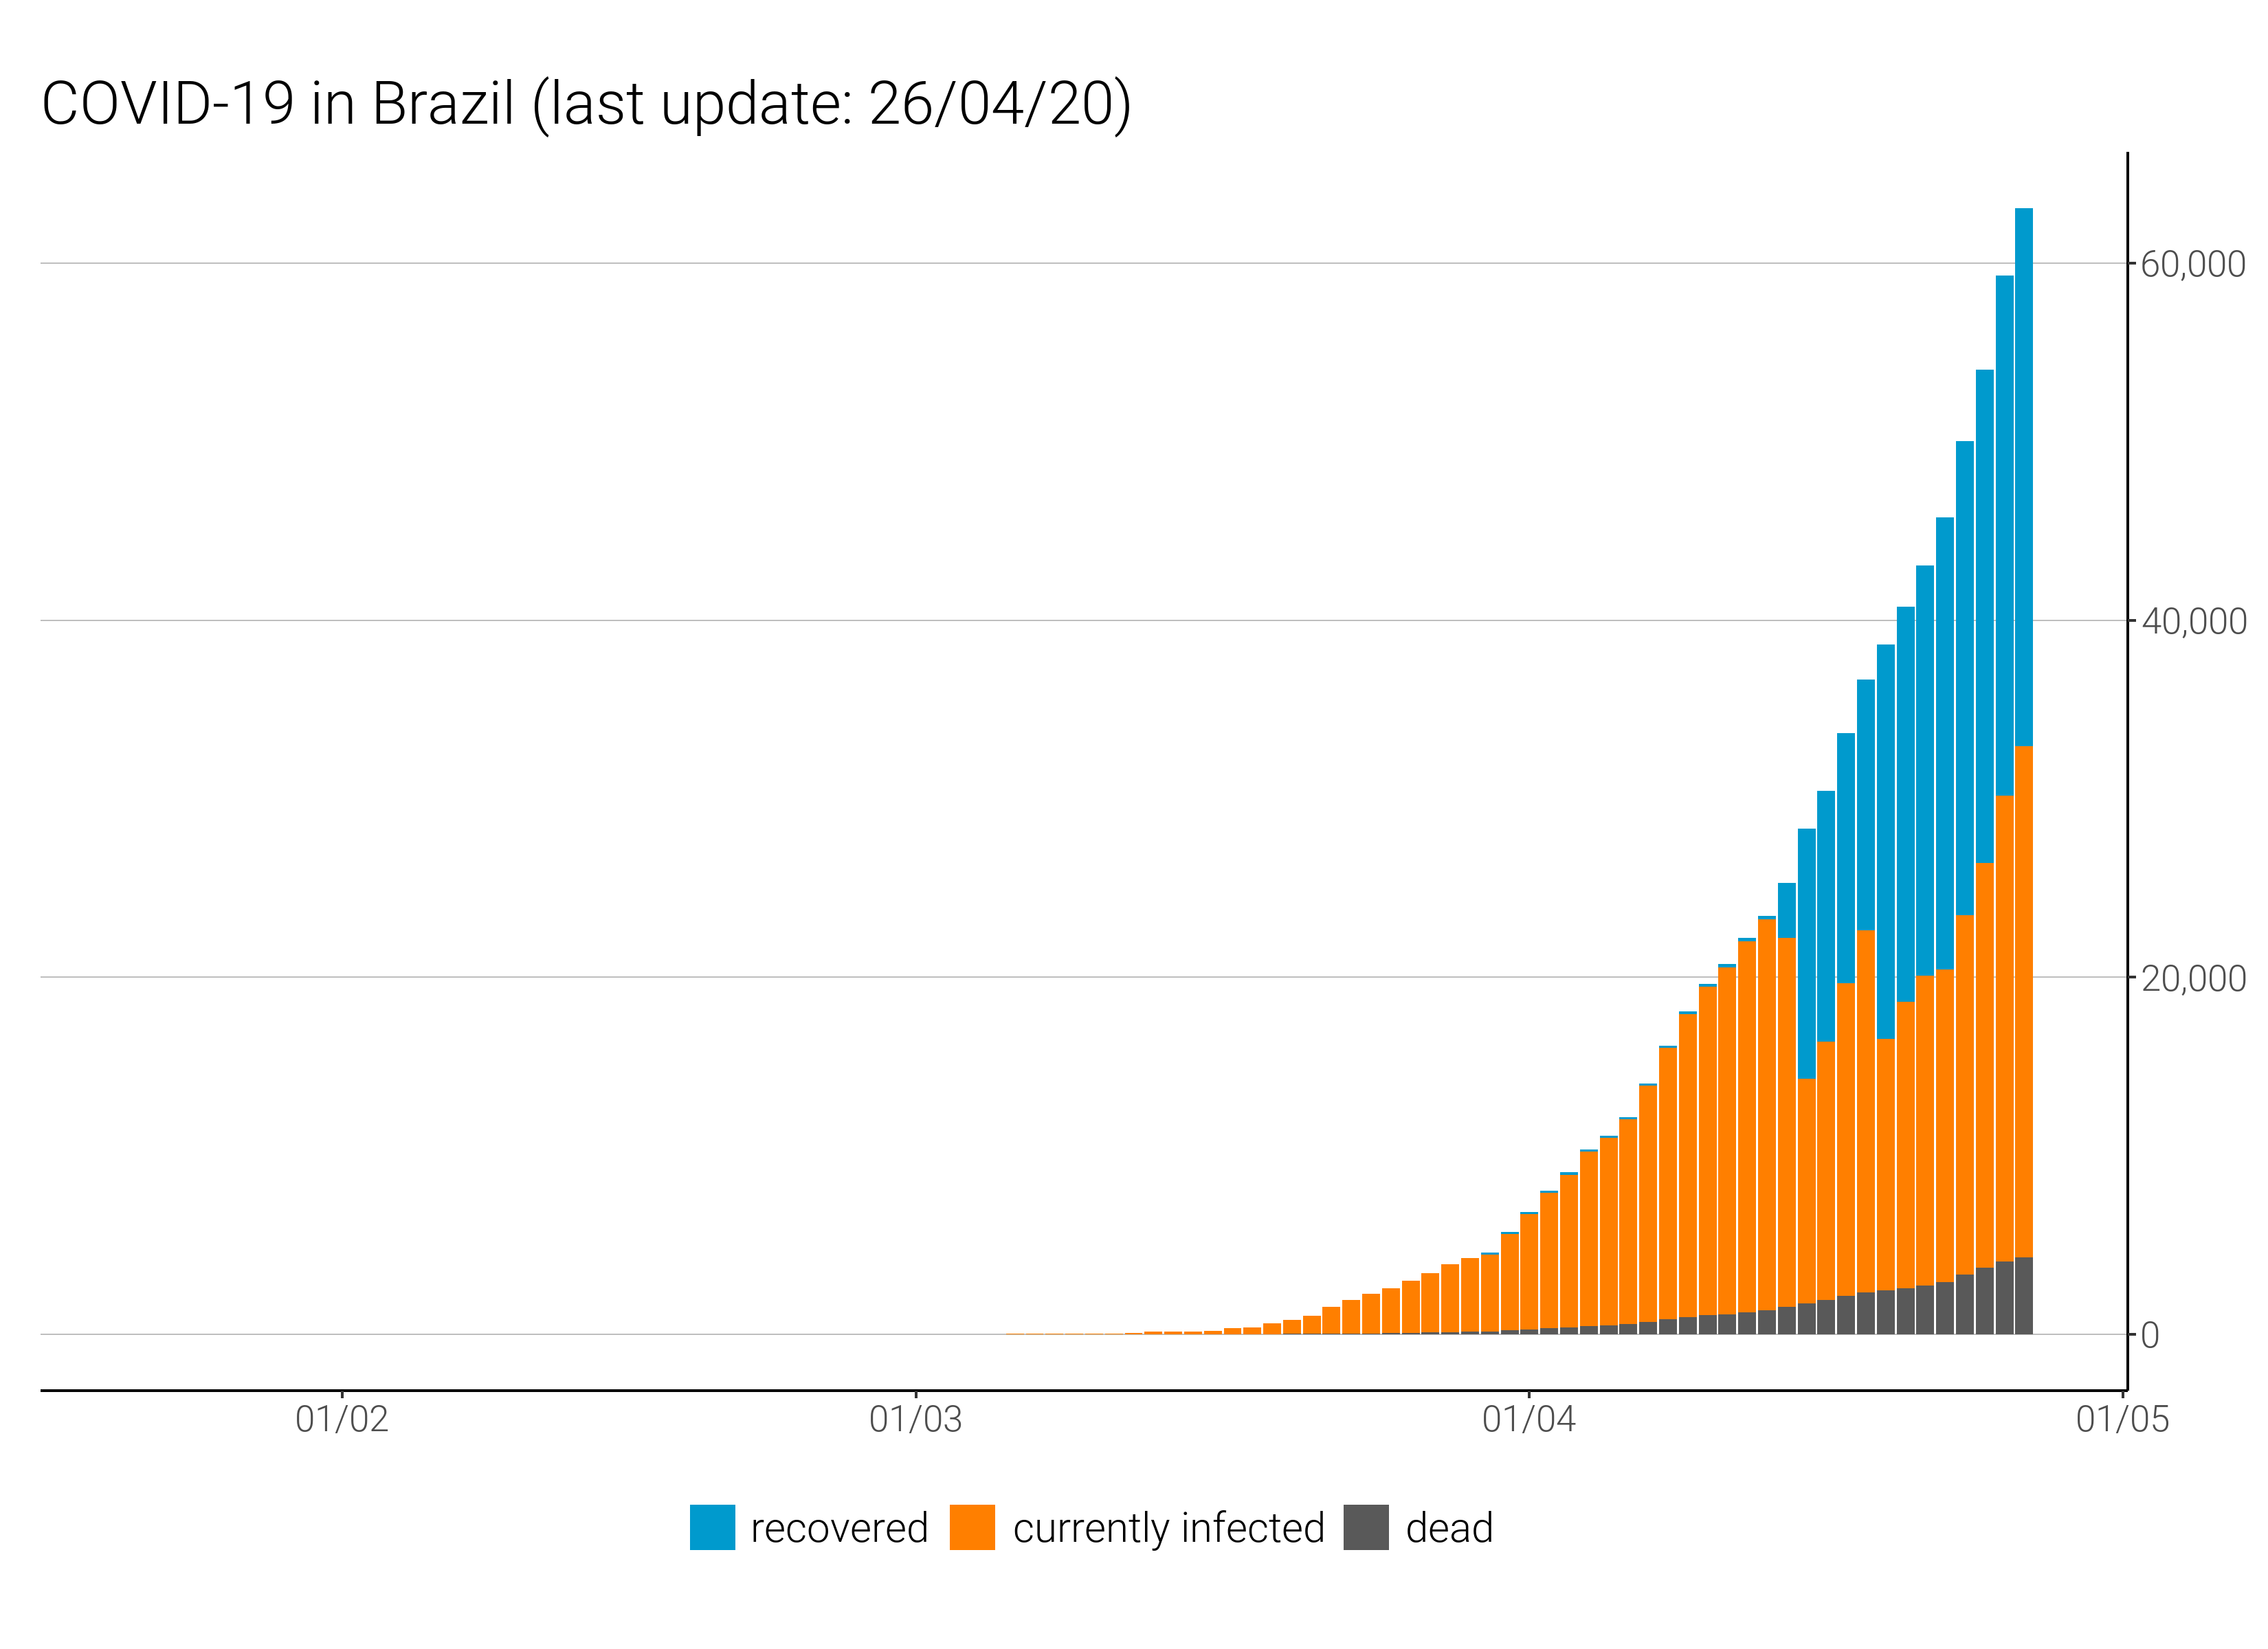 COVID-19 in Brazil (last update: 26/04/20)
60,000
40,000
20,000
0
01/02 01/03 01/04 01/05
recovered currently infected dead